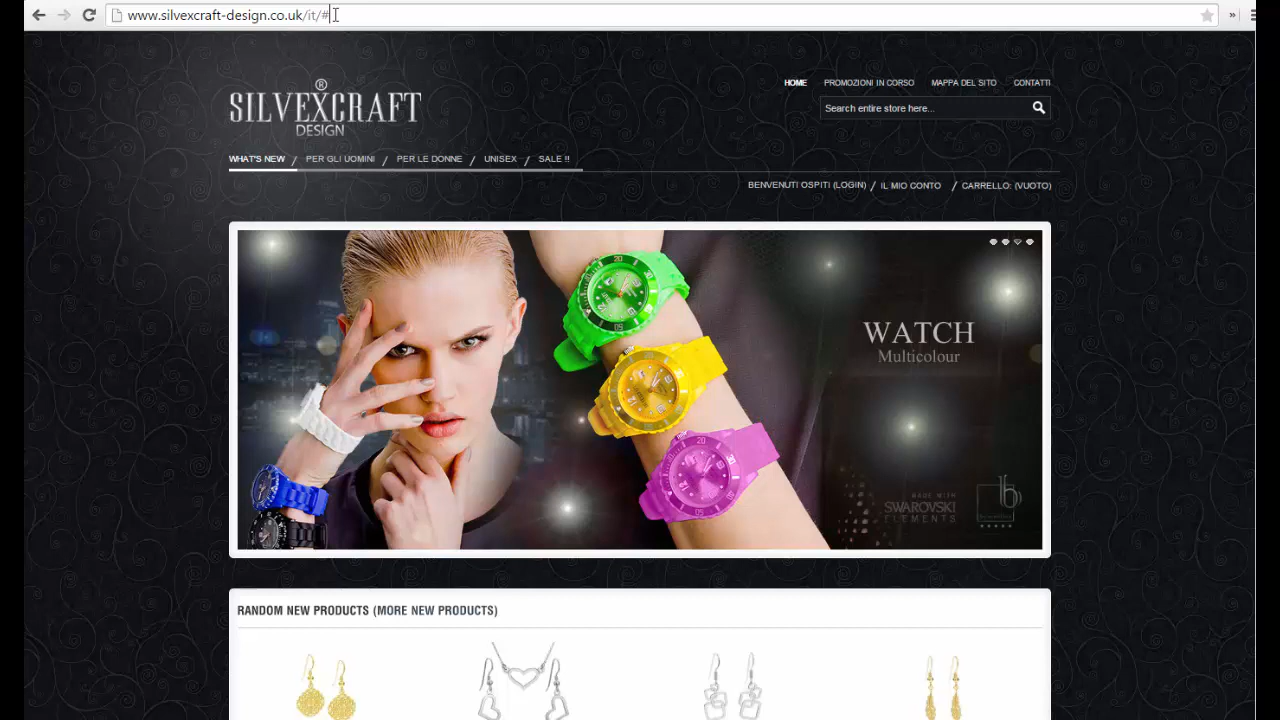 www.silvexcraft-design.co.uk/it/#
»
®
SILVEXCRAFT
DESIGN
HOME PROMOZIONI IN CORSO MAPPA DEL SITO CONTATTI
Search entire store here...
WHAT'S NEW / PER GLI UOMINI / PER LE DONNE / UNISEX / SALE !!
BENVENUTI OSPITI (LOGIN) / IL MIO CONTO / CARRELLO: (VUOTO)
WATCH
Multicolour
MADE WITH
SWAROVSKI
ELEMENTS
RANDOM NEW PRODUCTS (MORE NEW PRODUCTS)